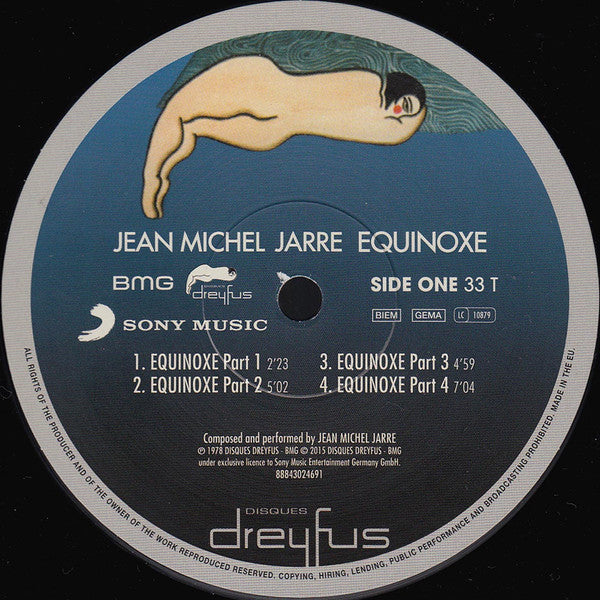 JEAN MICHEL JARRE EQUINOXE
BMG
DISQUES
dreyfus
SIDE ONE 33 T
SONY MUSIC
BIEM GEMA LC 10879
1. EQUINOXE Part 1 2'23
2. EQUINOXE Part 2 5'02
3. EQUINOXE Part 3 4'59
4. EQUINOXE Part 4 7'04
Composed and performed by JEAN MICHEL JARRE
℗ 1978 DISQUES DREYFUS - BMG © 2015 DISQUES DREYFUS - BMG
under exclusive licence to Sony Music Entertainment Germany GmbH.
88843024691
DISQUES
dreyfus
ALL RIGHTS OF THE PRODUCER AND OF THE OWNER OF THE WORK REPRODUCED RESERVED. COPYING, HIRING, LENDING, PUBLIC PERFORMANCE AND BROADCASTING PROHIBITED. MADE IN THE EU.